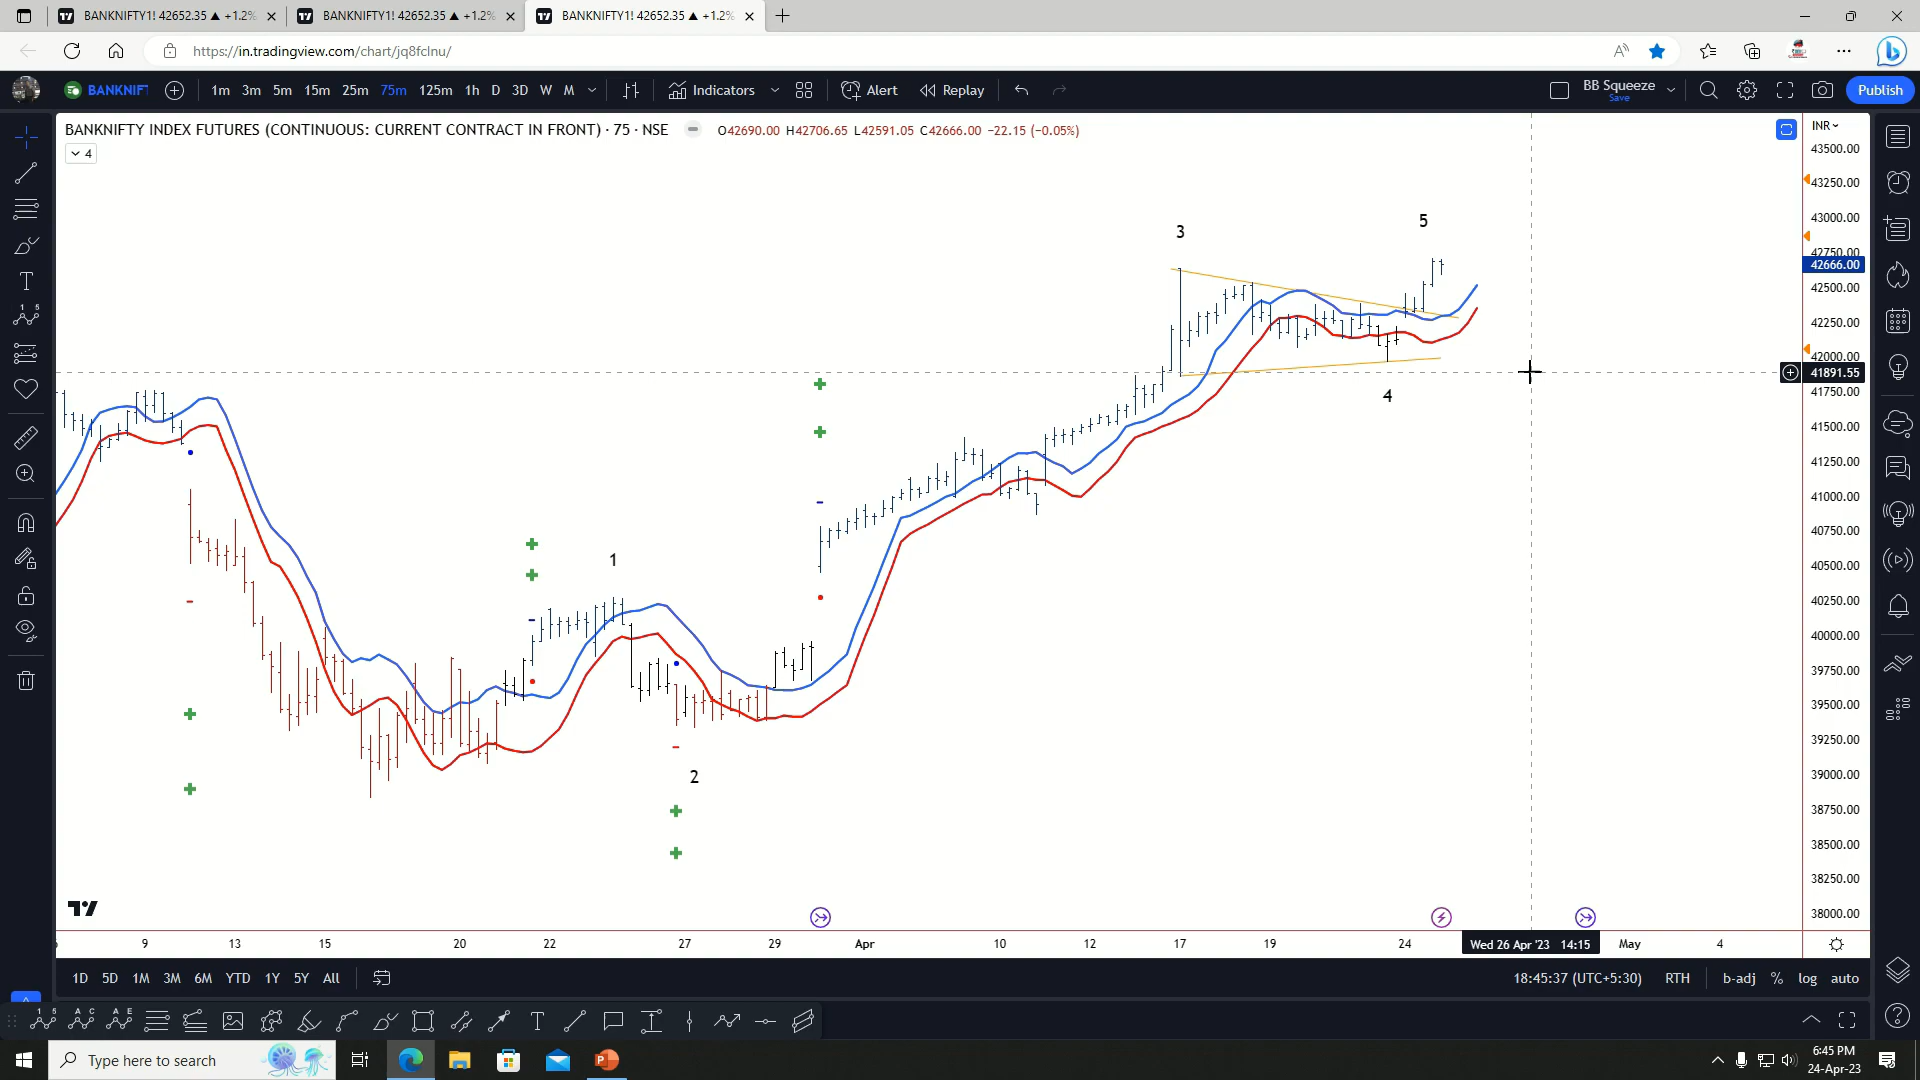 BANKNIFTY1! 42652.35 ▲ +1.2%
BANKNIFTY1! 42652.35 ▲ +1.2%
BANKNIFTY1! 42652.35 ▲ +1.2%
https://in.tradingview.com/chart/jq8fclnu/
BANKNIFT 1m 3m 5m 15m 25m 75m 125m 1h D 3D W M Indicators Alert Replay BB Squeeze Save Publish
BANKNIFTY INDEX FUTURES (CONTINUOUS: CURRENT CONTRACT IN FRONT) · 75 · NSE O42690.00 H42706.65 L42591.05 C42666.00 −22.15 (−0.05%)
4
INR
43500.00
43250.00
43000.00
42750.00
42666.00
42500.00
42250.00
42000.00
41891.55
41750.00
41500.00
41250.00
41000.00
40750.00
40500.00
40250.00
40000.00
39750.00
39500.00
39250.00
39000.00
38750.00
38500.00
38250.00
38000.00
1
2
3
4
5
9 13 15 20 22 27 29 Apr 10 12 17 19 24 Wed 26 Apr '23 14:15 May 4
1D 5D 1M 3M 6M YTD 1Y 5Y All 18:45:37 (UTC+5:30) RTH b-adj % log auto
Type here to search
6:45 PM
24-Apr-23